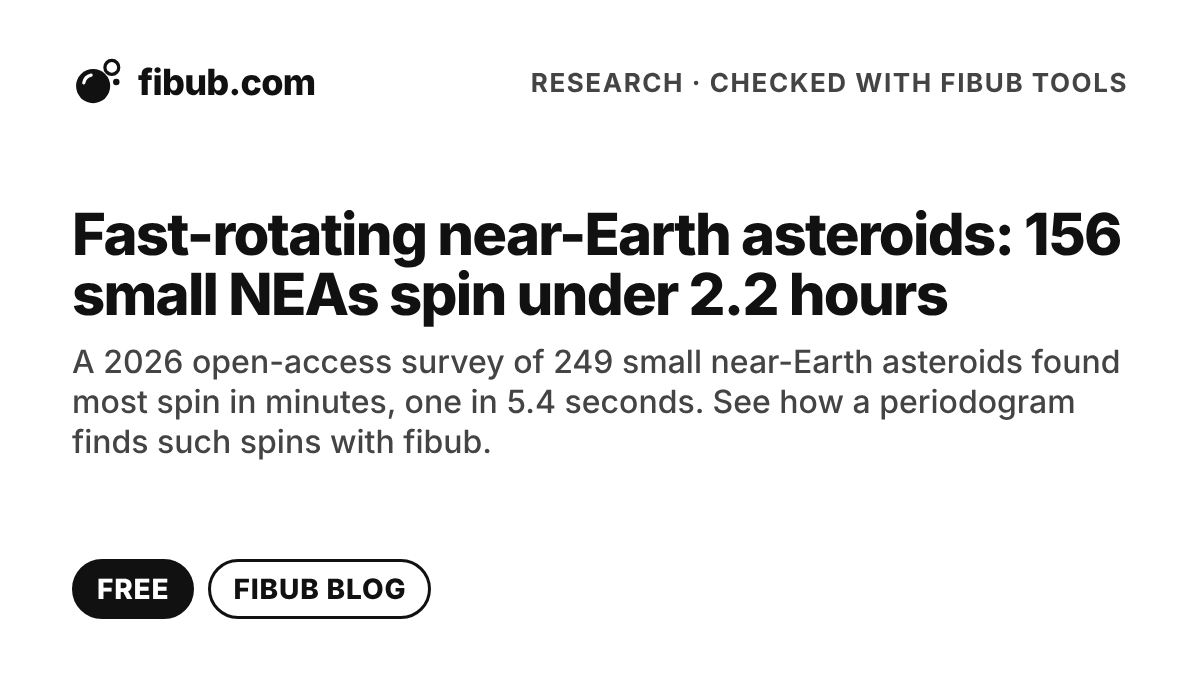 fibub.com
RESEARCH · CHECKED WITH FIBUB TOOLS
Fast-rotating near-Earth asteroids: 156
small NEAs spin under 2.2 hours
A 2026 open-access survey of 249 small near-Earth asteroids found
most spin in minutes, one in 5.4 seconds. See how a periodogram
finds such spins with fibub.
FREE
FIBUB BLOG